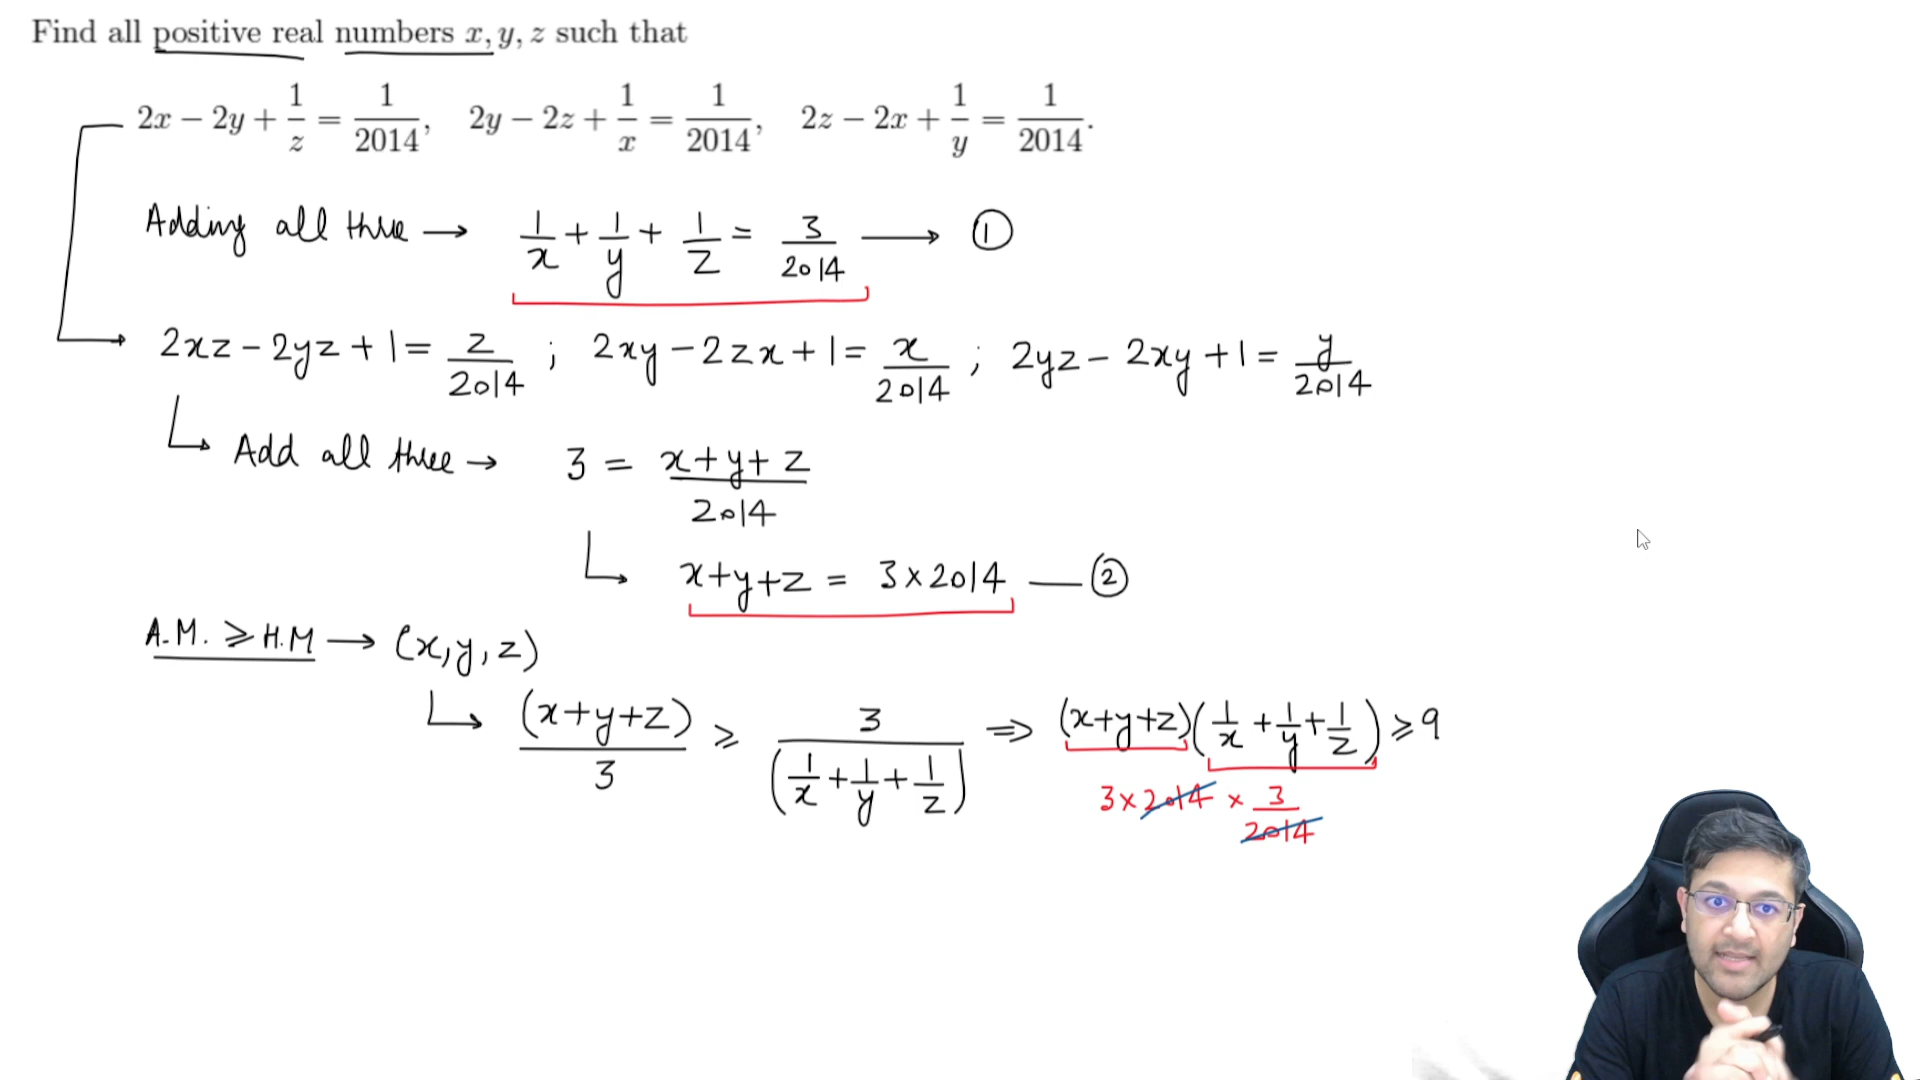 Find all positive real numbers x, y, z such that
2x − 2y + 1/z = 1/2014, 2y − 2z + 1/x = 1/2014, 2z − 2x + 1/y = 1/2014.
Adding all three → 1/x + 1/y + 1/z = 3/2014 → ①
2xz − 2yz + 1 = z/2014 ; 2xy − 2zx + 1 = x/2014 ; 2yz − 2xy + 1 = y/2014
Add all three → 3 = (x+y+z)/2014
x+y+z = 3×2014 — ②
A.M. ⩾ H.M → (x, y, z)
(x+y+z)/3 ⩾ 3/(1/x + 1/y + 1/z) ⇒ (x+y+z)(1/x + 1/y + 1/z) ⩾ 9
3 × 2014 × 3/2014